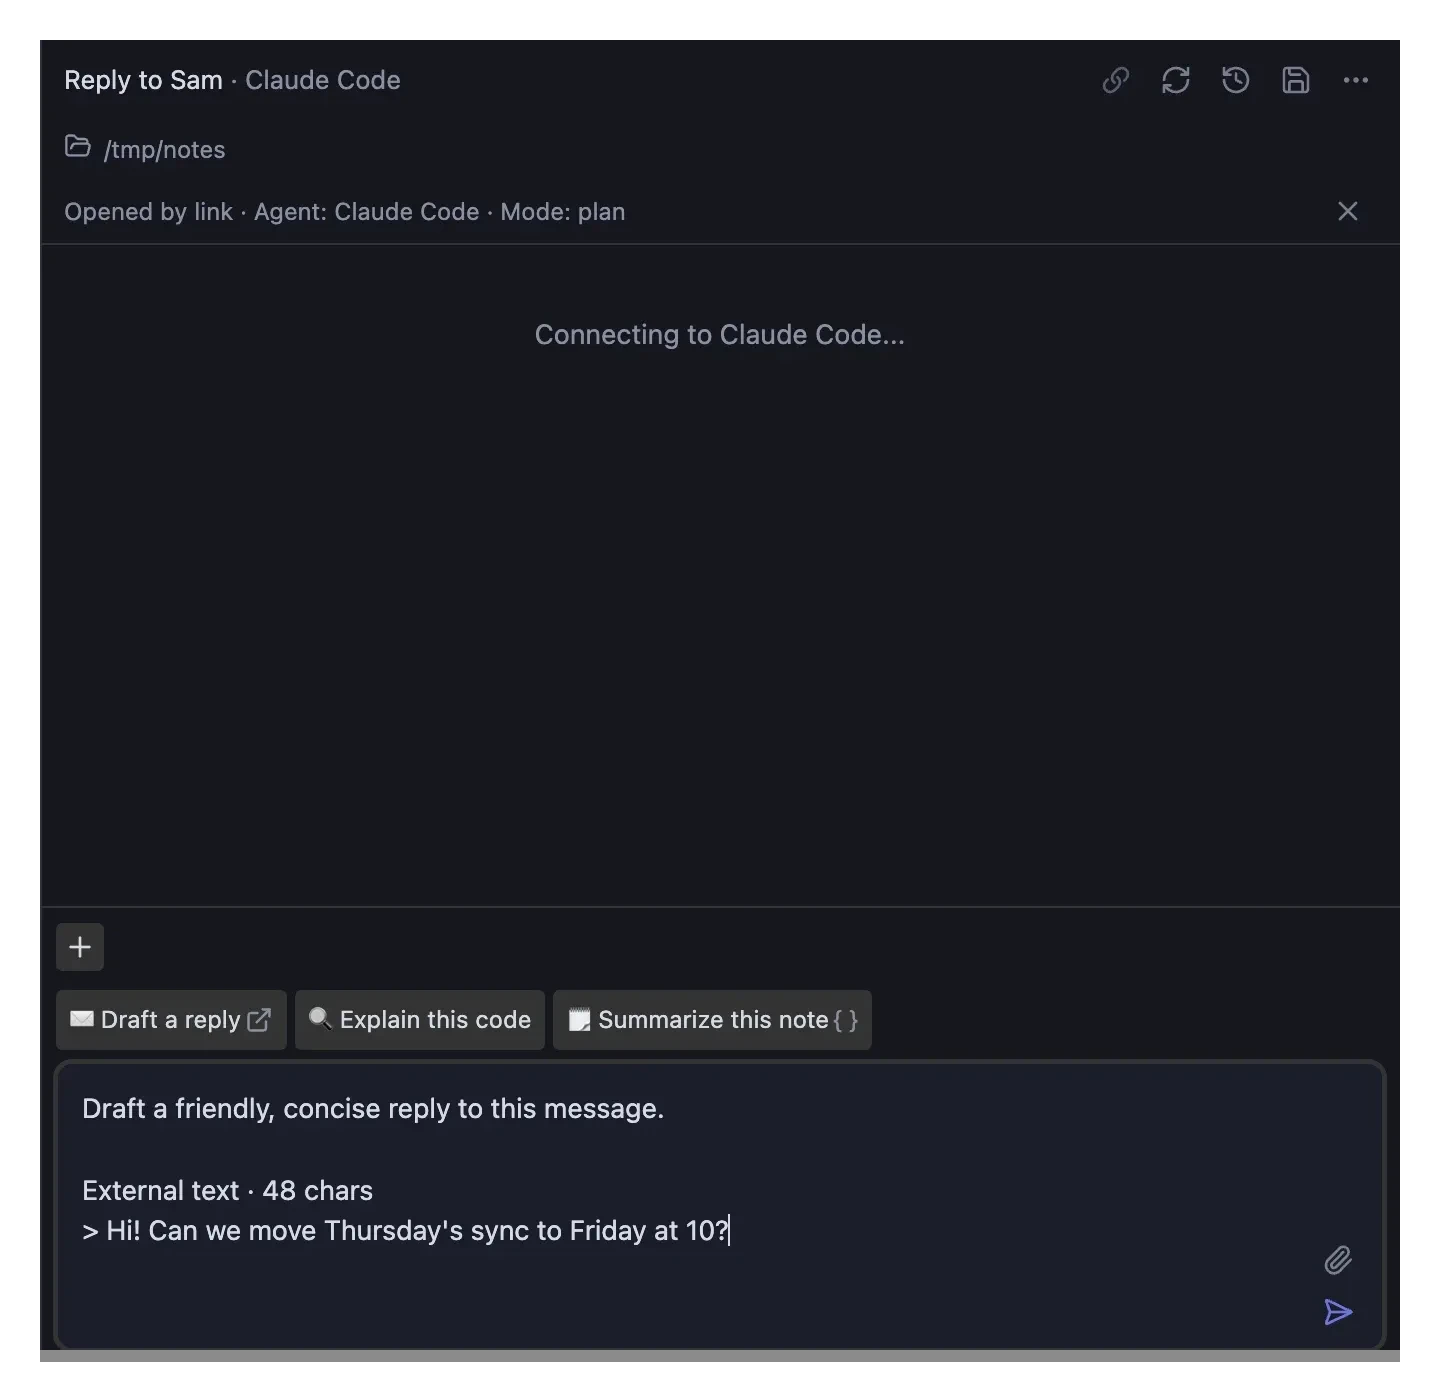 Reply to Sam · Claude Code
/tmp/notes
Opened by link · Agent: Claude Code · Mode: plan
Connecting to Claude Code...
Draft a reply
Explain this code
Summarize this note { }
Draft a friendly, concise reply to this message.
External text · 48 chars
> Hi! Can we move Thursday's sync to Friday at 10?